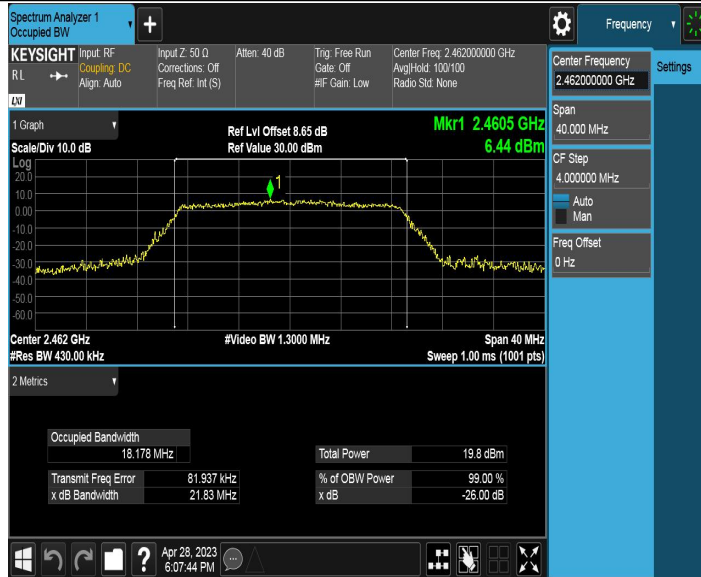 Spectrum Analyzer 1
Occupied BW
+
Frequency
KEYSIGHT
RL
LXI
Input: RF
Coupling: DC
Align: Auto
Input Z: 50 Ω
Corrections: Off
Freq Ref: Int (S)
Atten: 40 dB
Trig: Free Run
Gate: Off
#IF Gain: Low
Center Freq: 2.462000000 GHz
Avg|Hold: 100/100
Radio Std: None
Center Frequency
2.462000000 GHz
Settings
Span
40.000 MHz
CF Step
4.000000 MHz
Auto
Man
Freq Offset
0 Hz
1 Graph
Scale/Div 10.0 dB
Ref Lvl Offset 8.65 dB
Ref Value 30.00 dBm
Mkr1 2.4605 GHz
6.44 dBm
Log
20.0
10.0
0.00
-10.0
-20.0
-30.0
-40.0
-50.0
-60.0
1
Center 2.462 GHz
#Res BW 430.00 kHz
#Video BW 1.3000 MHz
Span 40 MHz
Sweep 1.00 ms (1001 pts)
2 Metrics
Occupied Bandwidth
18.178 MHz
Total Power 19.8 dBm
Transmit Freq Error 81.937 kHz
% of OBW Power 99.00 %
x dB Bandwidth 21.83 MHz
x dB -26.00 dB
?
Apr 28, 2023
6:07:44 PM